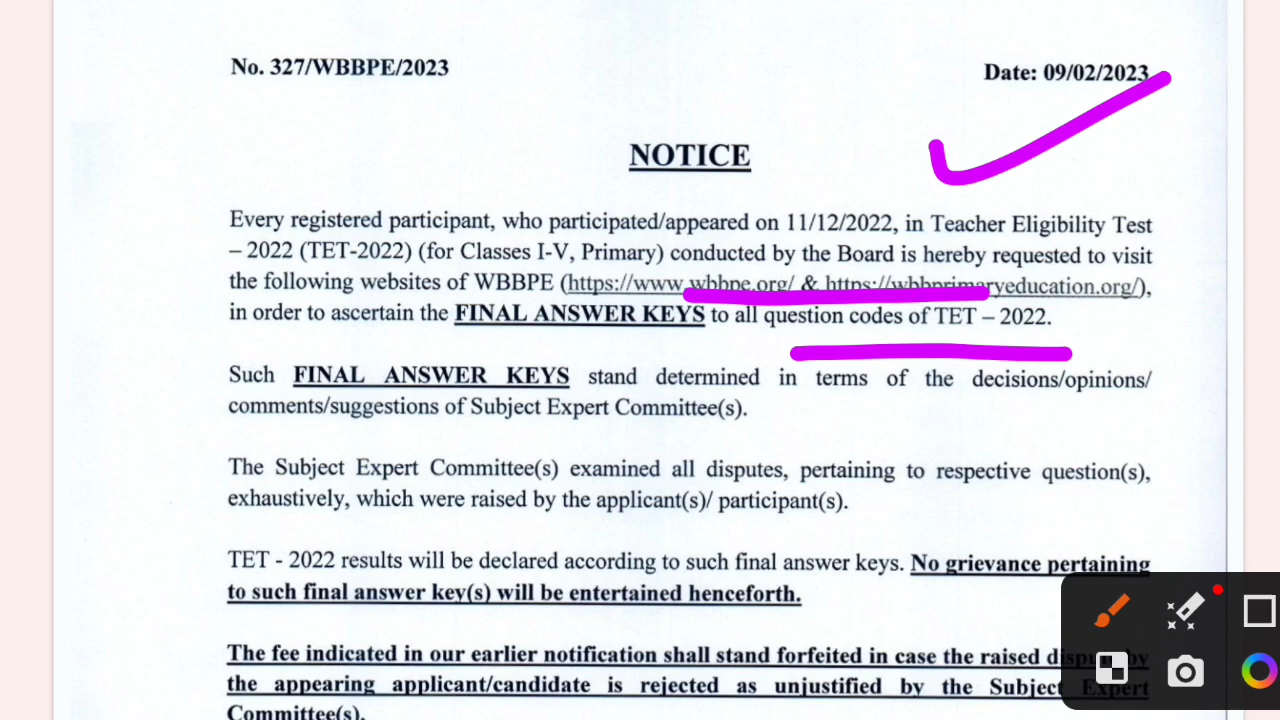 No. 327/WBBPE/2023
Date: 09/02/2023
NOTICE
Every registered participant, who participated/appeared on 11/12/2022, in Teacher Eligibility Test
– 2022 (TET-2022) (for Classes I-V, Primary) conducted by the Board is hereby requested to visit
the following websites of WBBPE (https://www.wbbpe.org/ & https://wbbprimaryeducation.org/),
in order to ascertain the FINAL ANSWER KEYS to all question codes of TET – 2022.
Such FINAL ANSWER KEYS stand determined in terms of the decisions/opinions/
comments/suggestions of Subject Expert Committee(s).
The Subject Expert Committee(s) examined all disputes, pertaining to respective question(s),
exhaustively, which were raised by the applicant(s)/ participant(s).
TET - 2022 results will be declared according to such final answer keys. No grievance pertaining
to such final answer key(s) will be entertained henceforth.
The fee indicated in our earlier notification shall stand forfeited in case the raised dispute by
the appearing applicant/candidate is rejected as unjustified by the Subject Expert
Committee(s).